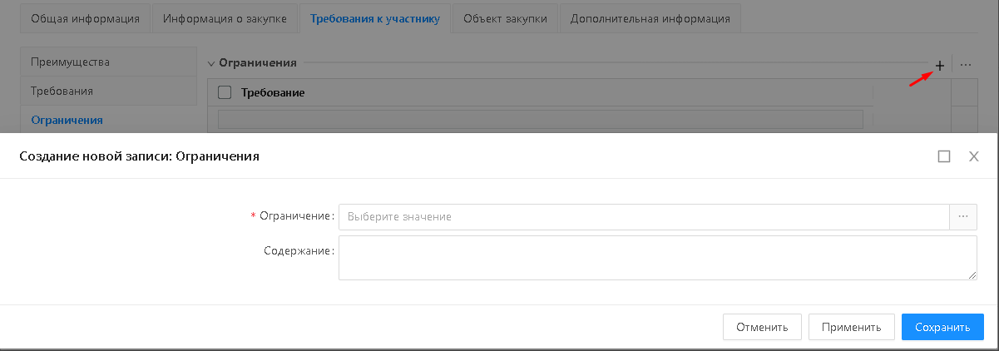 Общая информация
Информация о закупке
Требования к участнику
Объект закупки
Дополнительная информация
Преимущества
Требования
Ограничения
Ограничения
Требование
Создание новой записи: Ограничения
* Ограничение: Выберите значение
Содержание:
Отменить
Применить
Сохранить